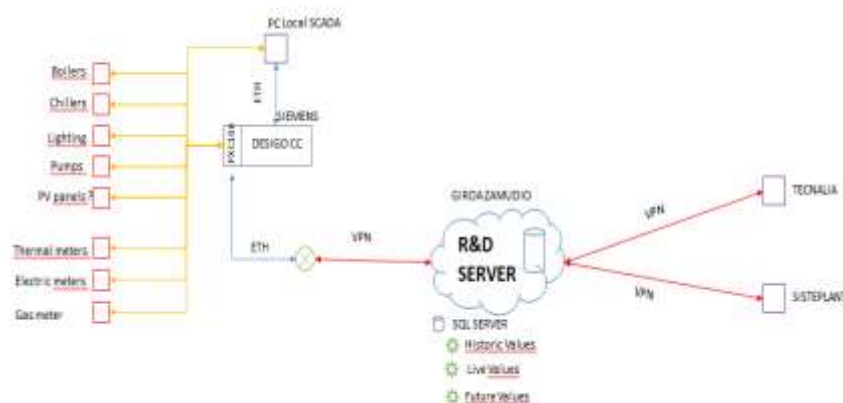 PC Local SCADA
Boilers
Chillers
Lighting
Pumps
PV panels ?
Thermal meters
Electric meters
Gas meter
ETH
SIEMENS
DESIGO CC
ETH
VPN
GIROA ZAMUDIO
R&D
SERVER
SQL SERVER
Historic Values
Live Values
Future Values
VPN
VPN
TECNALIA
SISTEPLANT